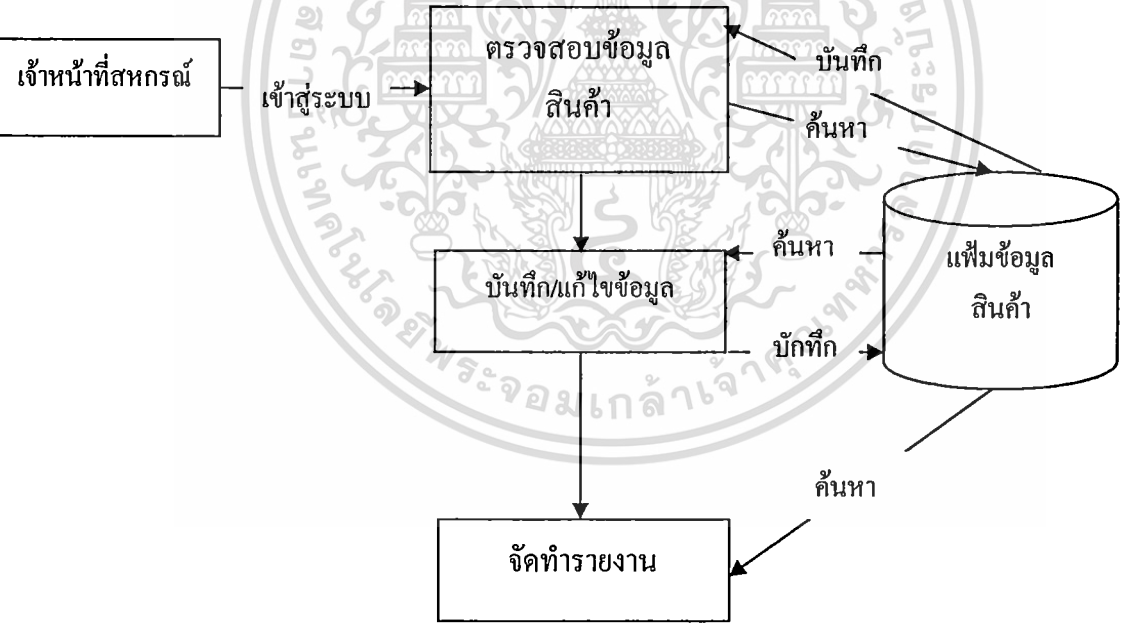 เจ้าหน้าที่สหกรณ์
เข้าสู่ระบบ
ตรวจสอบข้อมูล
สินค้า
บันทึก
ค้นหา
บันทึก/แก้ไขข้อมูล
ค้นหา
บักทึก
แฟ้มข้อมูล
สินค้า
ค้นหา
จัดทำรายงาน